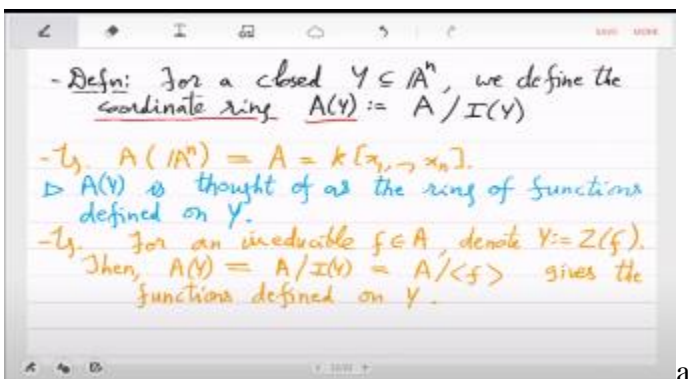 - Defn: For a closed Y ⊆ 𝔸ⁿ, we define the
coordinate ring A(Y) := A / I(Y)
- Eg. A(𝔸ⁿ) = A = k[x₁,→ xₙ].
▷ A(Y) is thought of as the ring of functions
defined on Y.
- Eg. For an irreducible f ∈ A, denote Y := Z(f).
Then, A(Y) = A/I(Y) = A/<f> gives the
functions defined on Y.
a